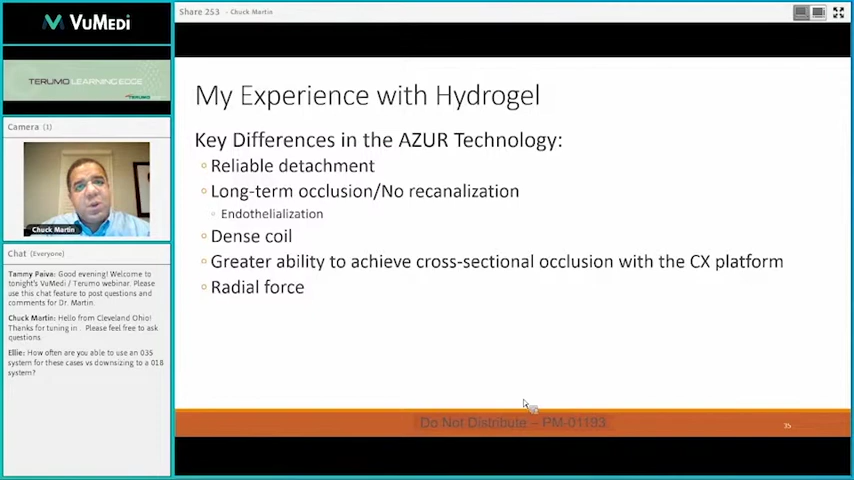 VUMEDI
TERUMO LEARNING EDGE
TERUMO
Camera (1)
Chuck Martin
Chat (Everyone)
Tammy Paiva: Good evening! Welcome to
tonight's VuMedi / Terumo webinar. Please
use this chat feature to post questions and
comments for Dr. Martin.
Chuck Martin: Hello from Cleveland Ohio!
Thanks for tuning in . Please feel free to ask
questions
Ellie: How often are you able to use an 035
system for these cases vs downsizing to a 018
system?
Share 253 - Chuck Martin
My Experience with Hydrogel
Key Differences in the AZUR Technology:
Reliable detachment
Long-term occlusion/No recanalization
Endothelialization
Dense coil
Greater ability to achieve cross-sectional occlusion with the CX platform
Radial force
Do Not Distribute – PM-01193
35